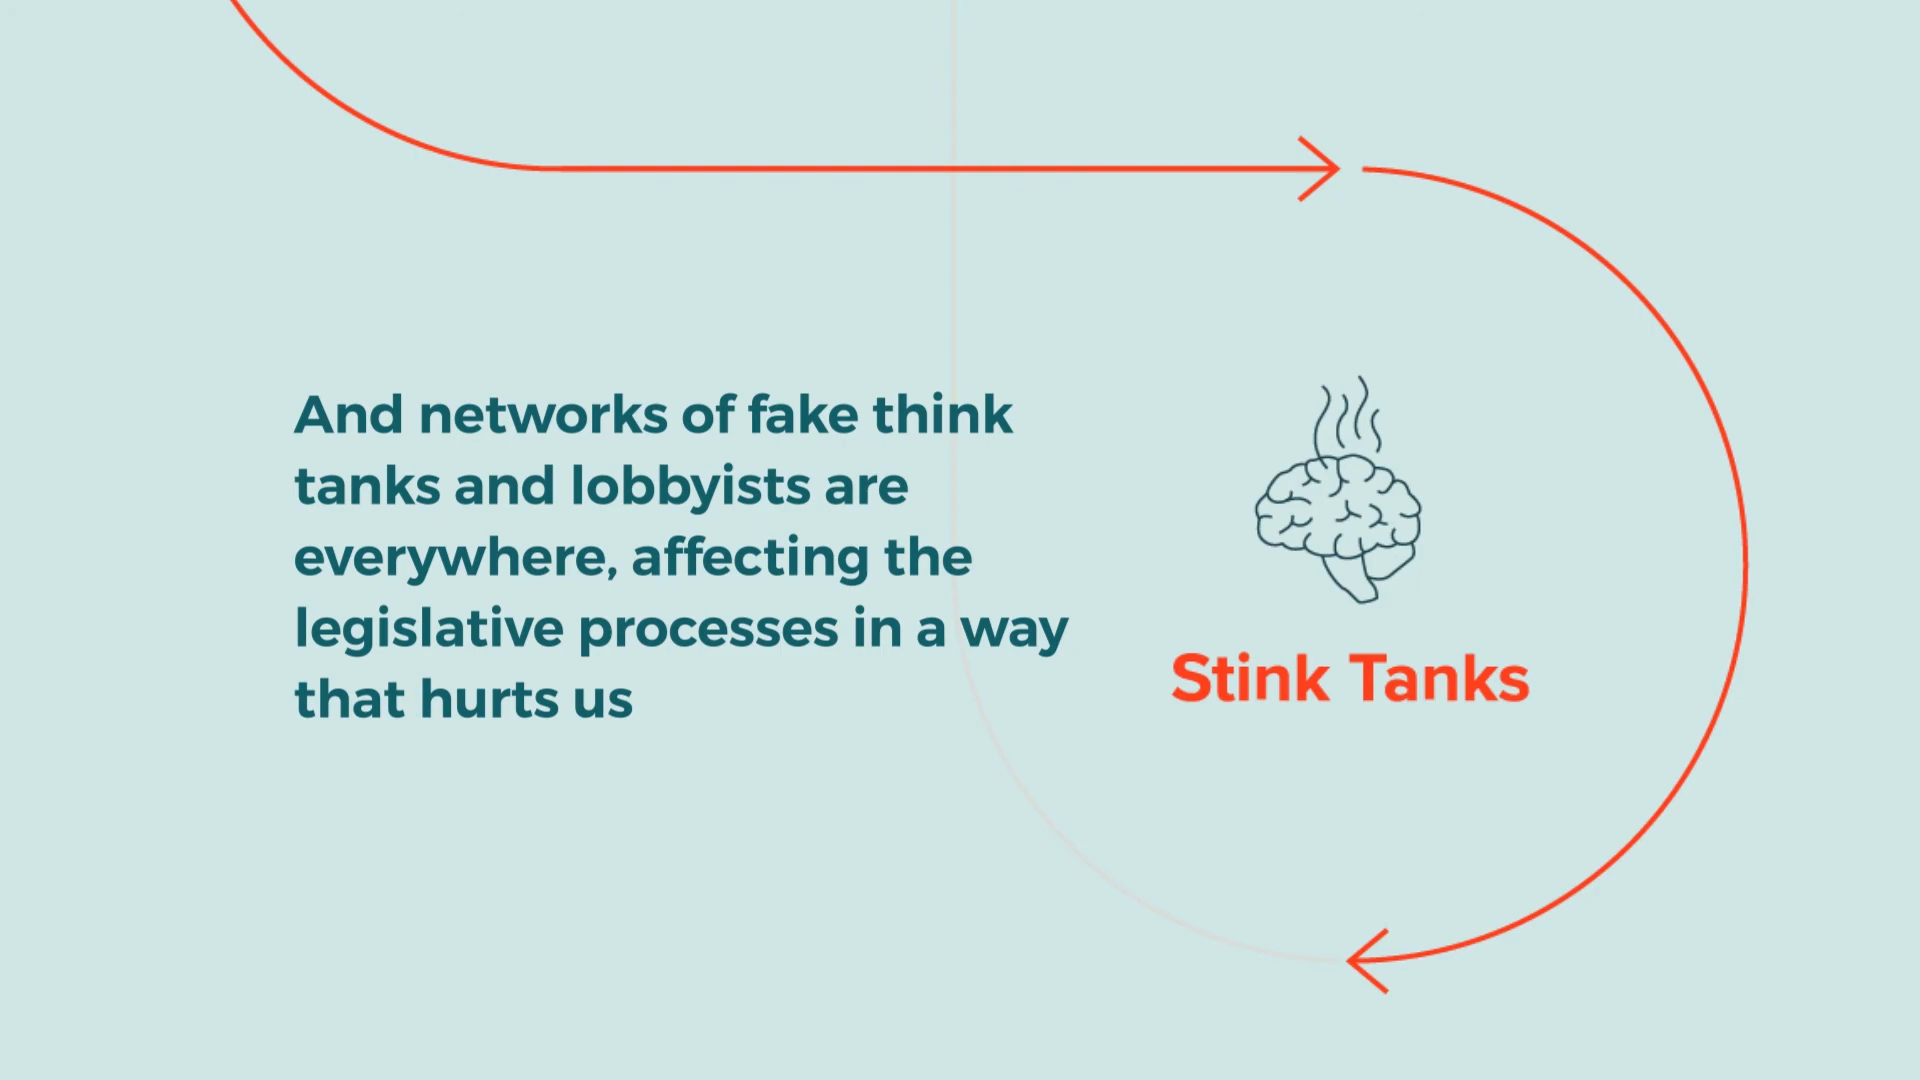 And networks of fake think
tanks and lobbyists are
everywhere, affecting the
legislative processes in a way
that hurts us
Stink Tanks